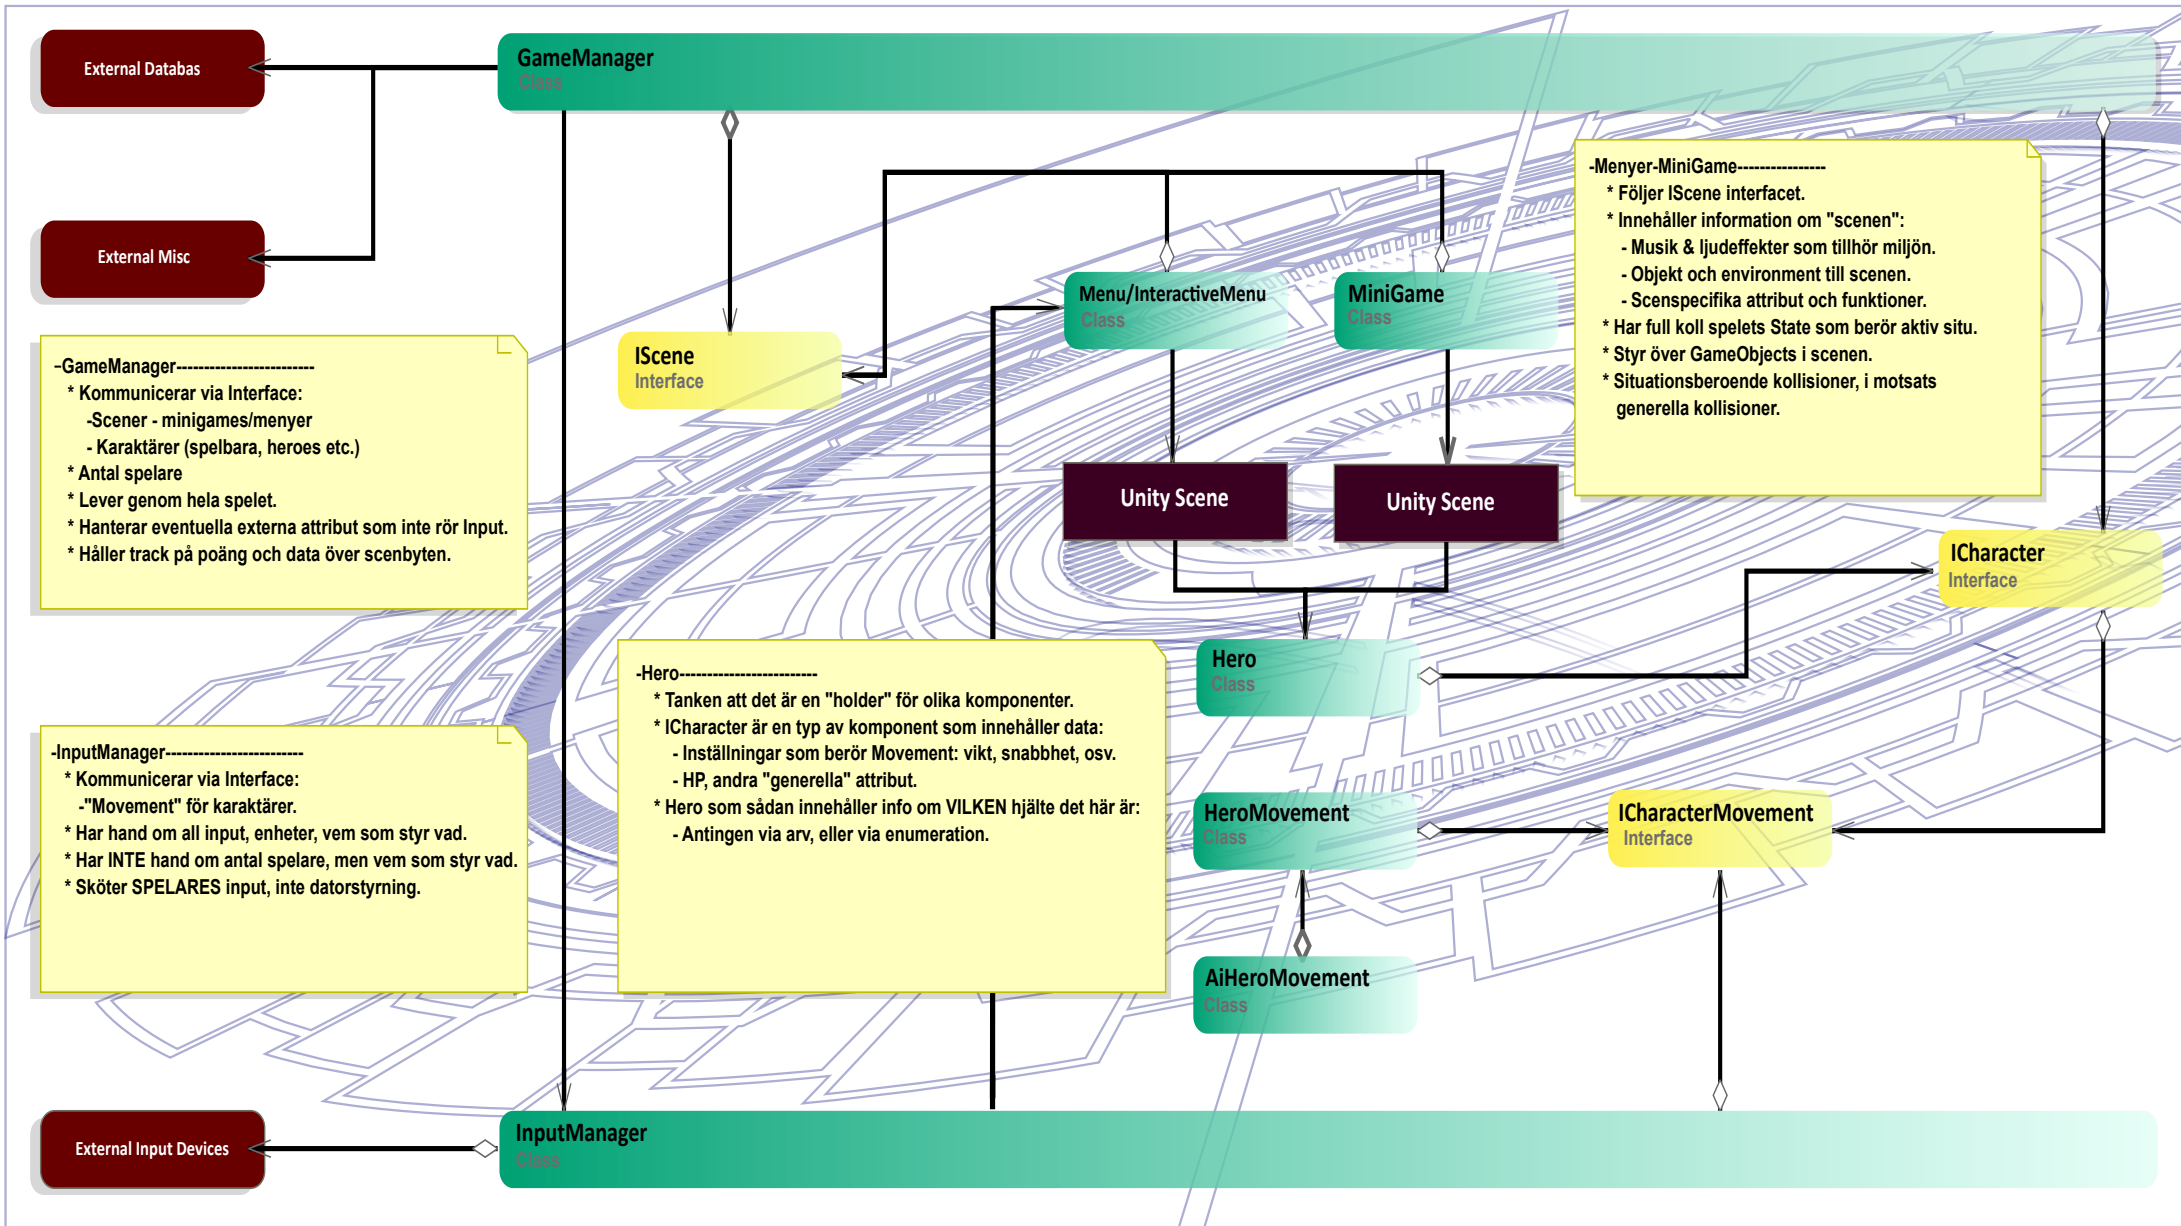 External Databas
GameManager
Class
External Misc
-GameManager-------------------------
* Kommunicerar via Interface:
-Scener - minigames/menyer
- Karaktärer (spelbara, heroes etc.)
* Antal spelare
* Lever genom hela spelet.
* Hanterar eventuella externa attribut som inte rör Input.
* Håller track på poäng och data över scenbyten.
IScene
Interface
Menu/InteractiveMenu
Class
MiniGame
Class
-Menyer-MiniGame----------------
* Följer IScene interfacet.
* Innehåller information om "scenen":
- Musik & ljudeffekter som tillhör miljön.
- Objekt och environment till scenen.
- Scenspecifika attribut och funktioner.
* Har full koll spelets State som berör aktiv situ.
* Styr över GameObjects i scenen.
* Situationsberoende kollisioner, i motsats
generella kollisioner.
Unity Scene
Unity Scene
ICharacter
Interface
-InputManager-------------------------
* Kommunicerar via Interface:
-"Movement" för karaktärer.
* Har hand om all input, enheter, vem som styr vad.
* Har INTE hand om antal spelare, men vem som styr vad.
* Sköter SPELARES input, inte datorstyrning.
-Hero-------------------------
* Tanken att det är en "holder" för olika komponenter.
* ICharacter är en typ av komponent som innehåller data:
- Inställningar som berör Movement: vikt, snabbhet, osv.
- HP, andra "generella" attribut.
* Hero som sådan innehåller info om VILKEN hjälte det här är:
- Antingen via arv, eller via enumeration.
Hero
Class
HeroMovement
Class
ICharacterMovement
Interface
AiHeroMovement
Class
External Input Devices
InputManager
Class